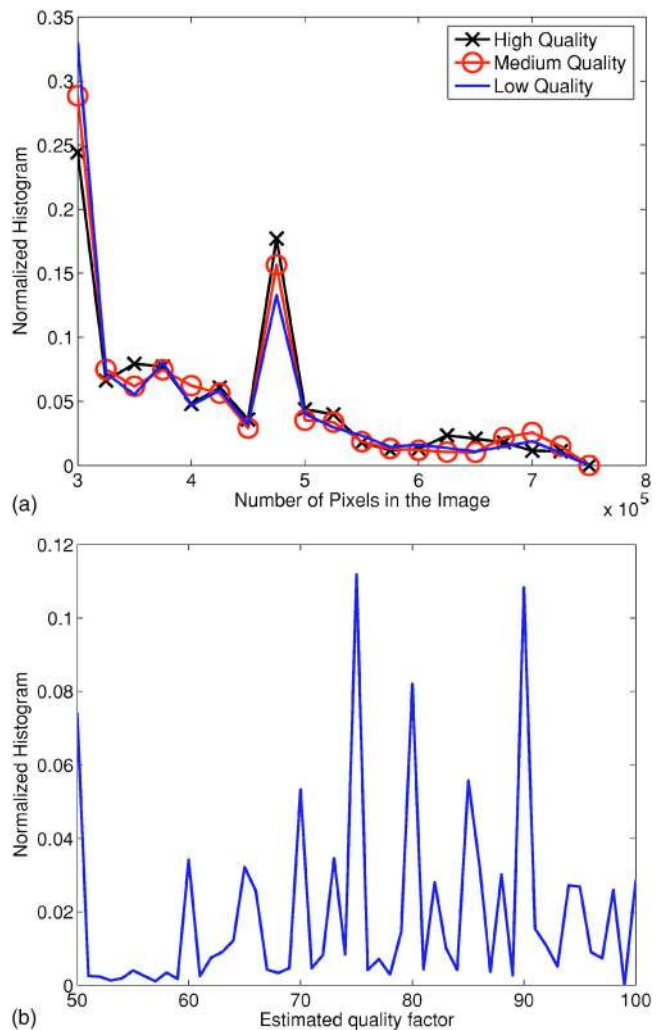 0.35
0.3
0.25
0.2
0.15
0.1
0.05
0
Normalized Histogram
High Quality
Medium Quality
Low Quality
3 4 5 6 7 8
Number of Pixels in the Image
x 10^5
(a)
0.12
0.1
0.08
0.06
0.04
0.02
0
Normalized Histogram
50 60 70 80 90 100
Estimated quality factor
(b)